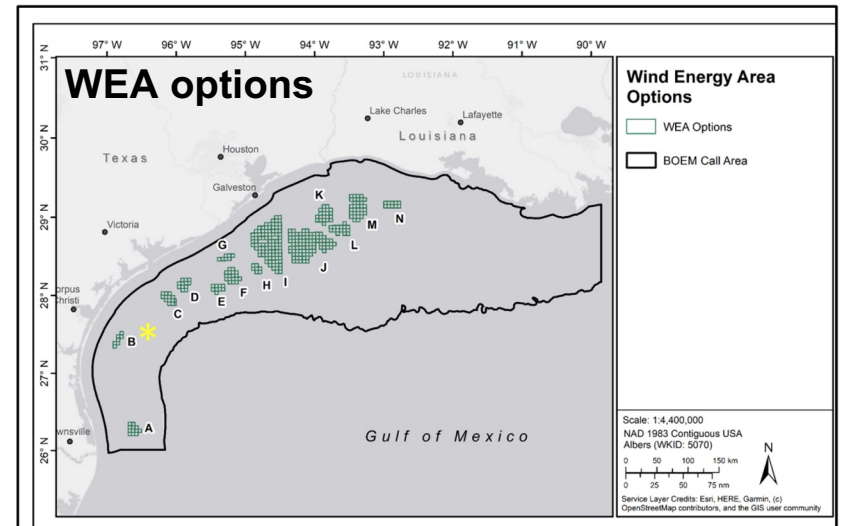 97° W 96° W 95° W 94° W 93° W 92° W 91° W 90° W
31° N
30° N
29° N
28° N
27° N
26° N
WEA options
LOUISIANA
Lake Charles
Lafayette
Louisiana
Houston
Texas
Galveston
Victoria
orpus
hristi
wnsville
K
N
M
L
G
J
I
H
F
E
D
C
*
B
A
Gulf of Mexico
Wind Energy Area
Options
WEA Options
BOEM Call Area
Scale: 1:4,400,000
NAD 1983 Contiguous USA
Albers (WKID: 5070)
N
0 50 100 150 km
0 25 50 75 nm
Service Layer Credits: Esri, HERE, Garmin, (c)
OpenStreetMap contributors, and the GIS user community